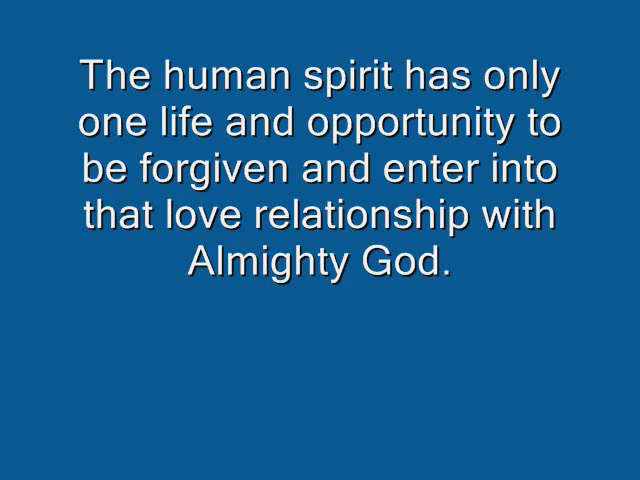 The human spirit has only
one life and opportunity to
be forgiven and enter into
that love relationship with
Almighty God.